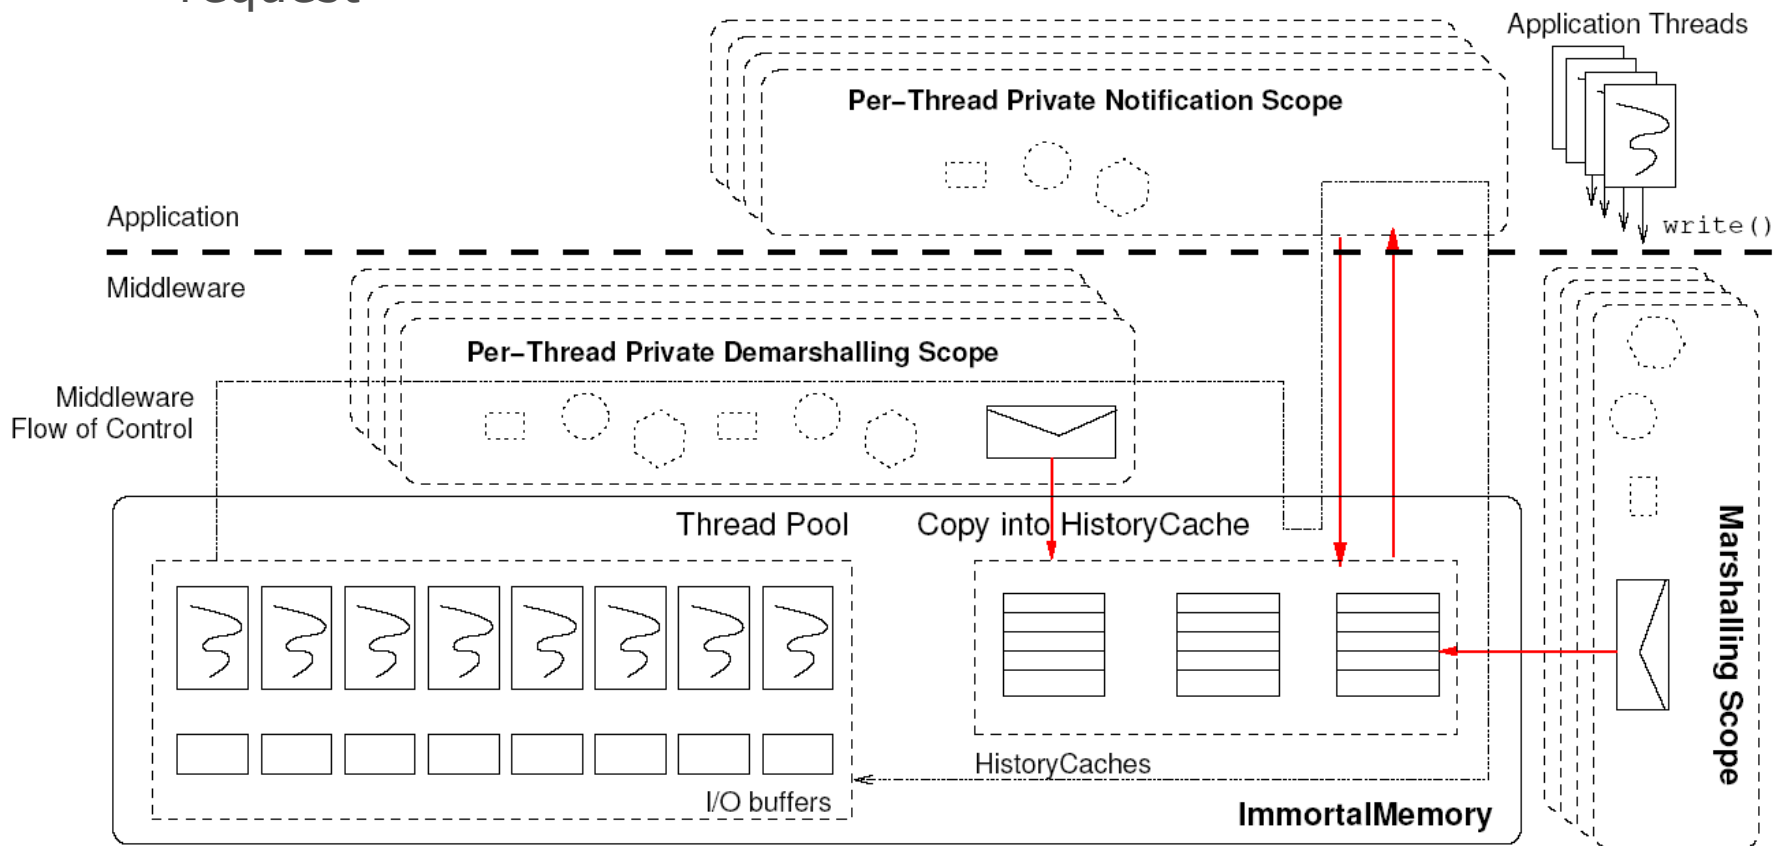 request
Application Threads
Per-Thread Private Notification Scope
Application
write()
Middleware
Per-Thread Private Demarshalling Scope
Middleware
Flow of Control
Thread Pool
Copy into HistoryCache
Marshalling Scope
HistoryCaches
I/O buffers
ImmortalMemory